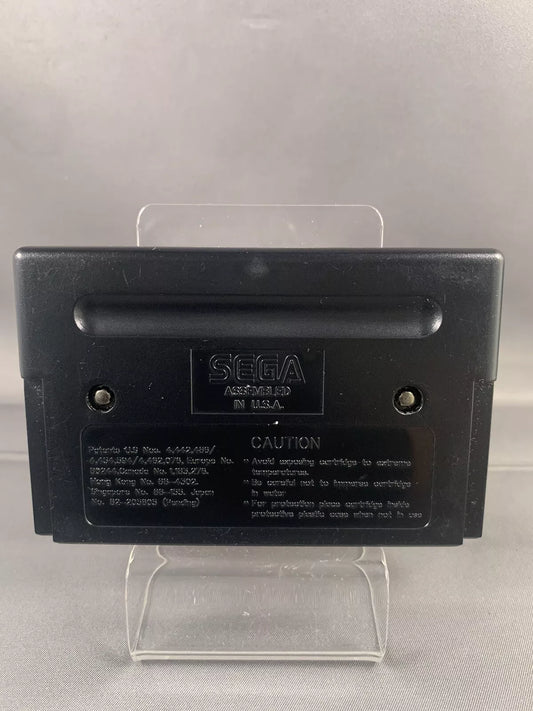 SEGA
ASSEMBLED
IN U.S.A.
Patents U.S Nos. 4,442,486/
4,454,594/4,462,076. Europe No.
80244.Canada No. 1,183,276.
Hong Kong No. 88-4302.
Singapore No. 88-155. Japan
No. 82-205605 (Pending)
CAUTION
• Avoid exposing cartridge to extreme
temperatures.
• Be careful not to immerse cartridge
in water
• For protection place cartridge inside
protective plastic case when not in use